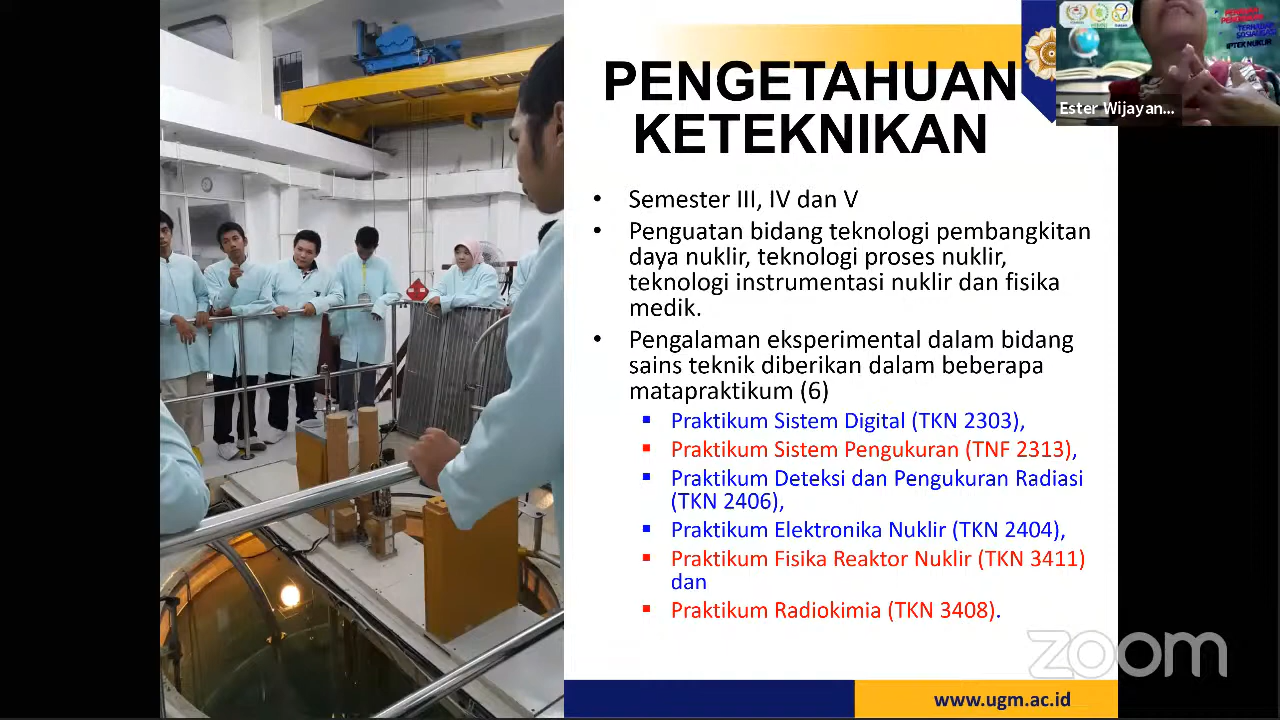 PENGETAHUAN
KETEKNIKAN
• Semester III, IV dan V
• Penguatan bidang teknologi pembangkitan
daya nuklir, teknologi proses nuklir,
teknologi instrumentasi nuklir dan fisika
medik.
• Pengalaman eksperimental dalam bidang
sains teknik diberikan dalam beberapa
matapraktikum (6)
▪ Praktikum Sistem Digital (TKN 2303),
▪ Praktikum Sistem Pengukuran (TNF 2313),
▪ Praktikum Deteksi dan Pengukuran Radiasi
(TKN 2406),
▪ Praktikum Elektronika Nuklir (TKN 2404),
▪ Praktikum Fisika Reaktor Nuklir (TKN 3411)
dan
▪ Praktikum Radiokimia (TKN 3408).
www.ugm.ac.id
Ester Wijayan...
IPTEK NUKLIR
zoom